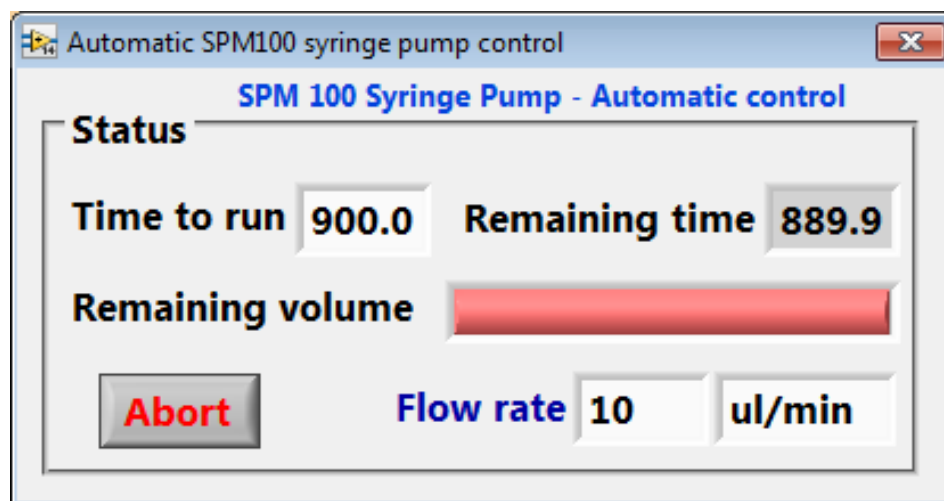 Automatic SPM100 syringe pump control
SPM 100 Syringe Pump - Automatic control
Status
Time to run 900.0 Remaining time 889.9
Remaining volume
Abort Flow rate 10 ul/min